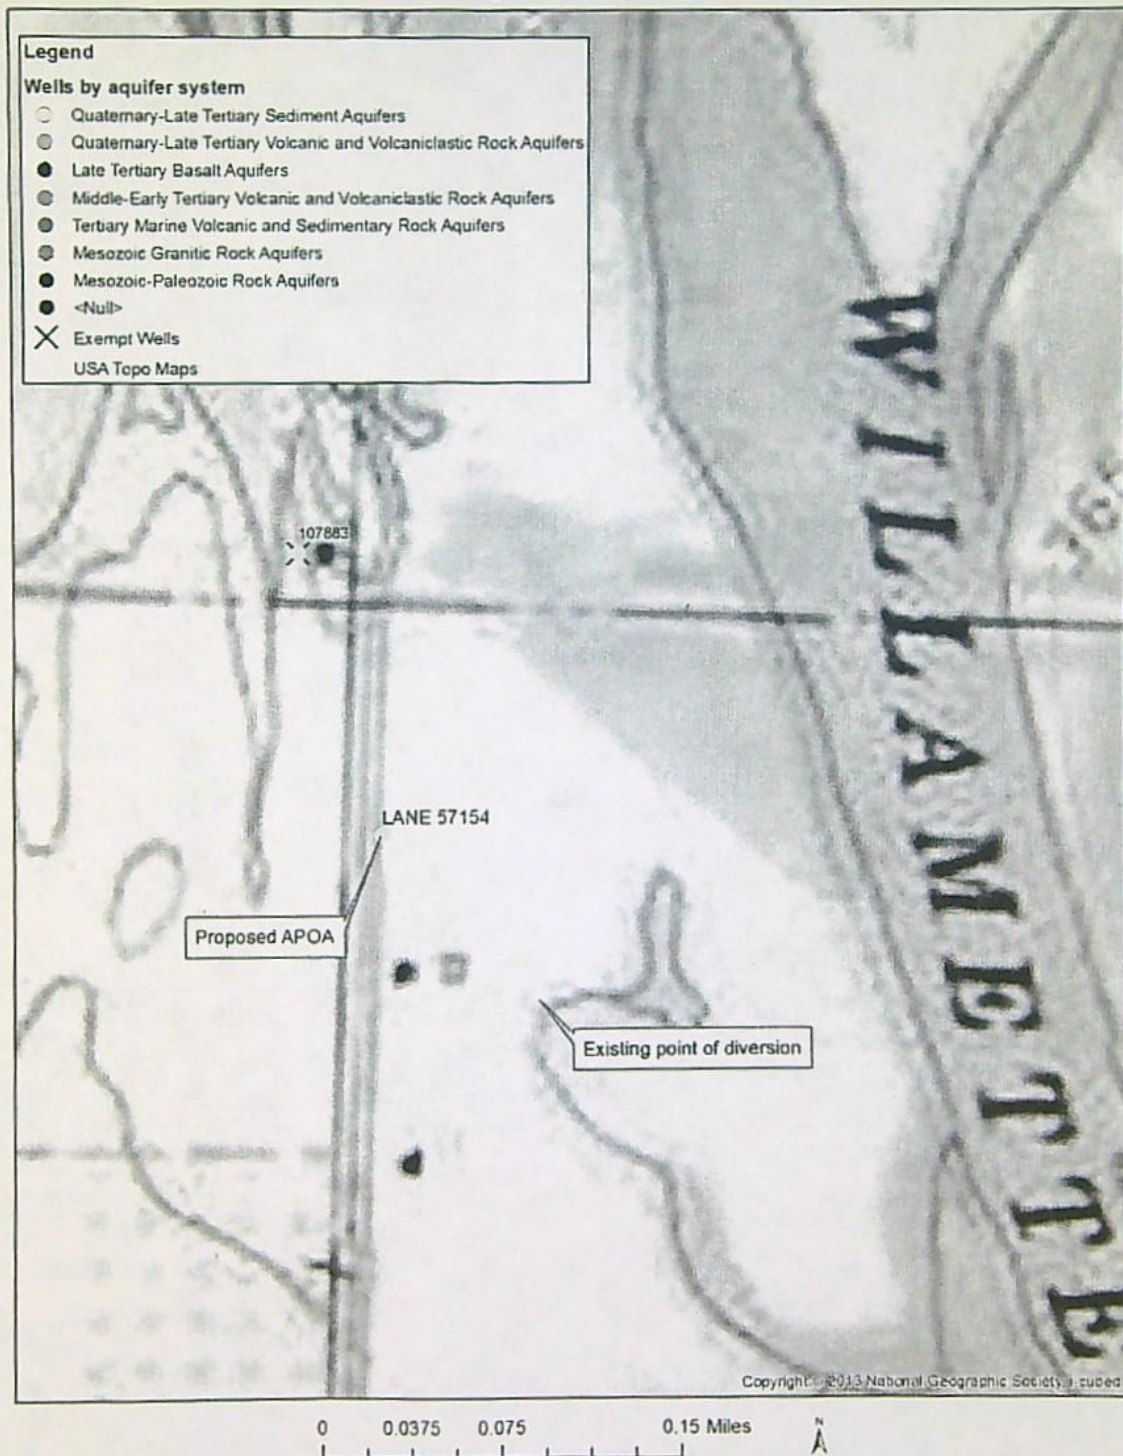 Legend
Wells by aquifer system
Quaternary-Late Tertiary Sediment Aquifers
Quaternary-Late Tertiary Volcanic and Volcaniclastic Rock Aquifers
Late Tertiary Basalt Aquifers
Middle-Early Tertiary Volcanic and Volcaniclastic Rock Aquifers
Tertiary Marine Volcanic and Sedimentary Rock Aquifers
Mesozoic Granitic Rock Aquifers
Mesozoic-Paleozoic Rock Aquifers
<Null>
Exempt Wells
USA Topo Maps
WILLAMETTE
107883
LANE 57154
Proposed APOA
Existing point of diversion
Copyright: 2013 National Geographic Society, i-cubed
0 0.0375 0.075 0.15 Miles
N